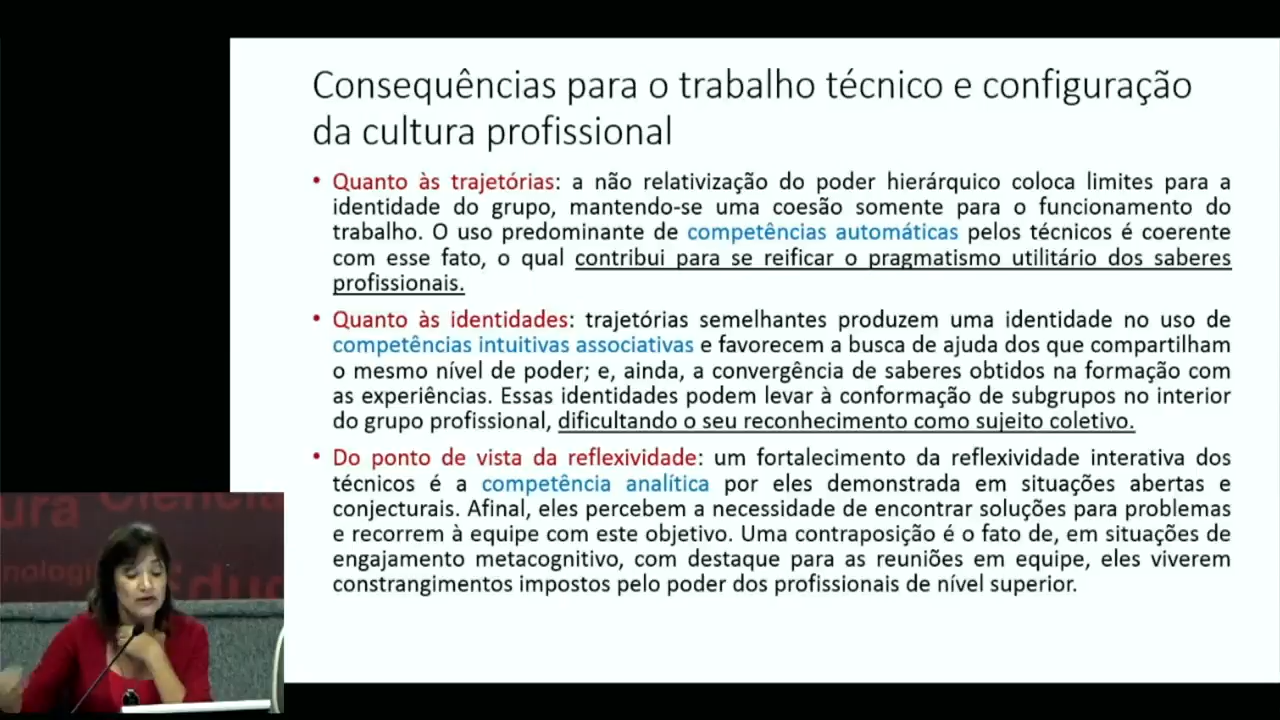 Consequências para o trabalho técnico e configuração
da cultura profissional
• Quanto às trajetórias: a não relativização do poder hierárquico coloca limites para a
identidade do grupo, mantendo-se uma coesão somente para o funcionamento do
trabalho. O uso predominante de competências automáticas pelos técnicos é coerente
com esse fato, o qual contribui para se reificar o pragmatismo utilitário dos saberes
profissionais.
• Quanto às identidades: trajetórias semelhantes produzem uma identidade no uso de
competências intuitivas associativas e favorecem a busca de ajuda dos que compartilham
o mesmo nível de poder; e, ainda, a convergência de saberes obtidos na formação com
as experiências. Essas identidades podem levar à conformação de subgrupos no interior
do grupo profissional, dificultando o seu reconhecimento como sujeito coletivo.
• Do ponto de vista da reflexividade: um fortalecimento da reflexividade interativa dos
técnicos é a competência analítica por eles demonstrada em situações abertas e
conjecturais. Afinal, eles percebem a necessidade de encontrar soluções para problemas
e recorrem à equipe com este objetivo. Uma contraposição é o fato de, em situações de
engajamento metacognitivo, com destaque para as reuniões em equipe, eles viverem
constrangimentos impostos pelo poder dos profissionais de nível superior.
ura Ciência
nologi Educ